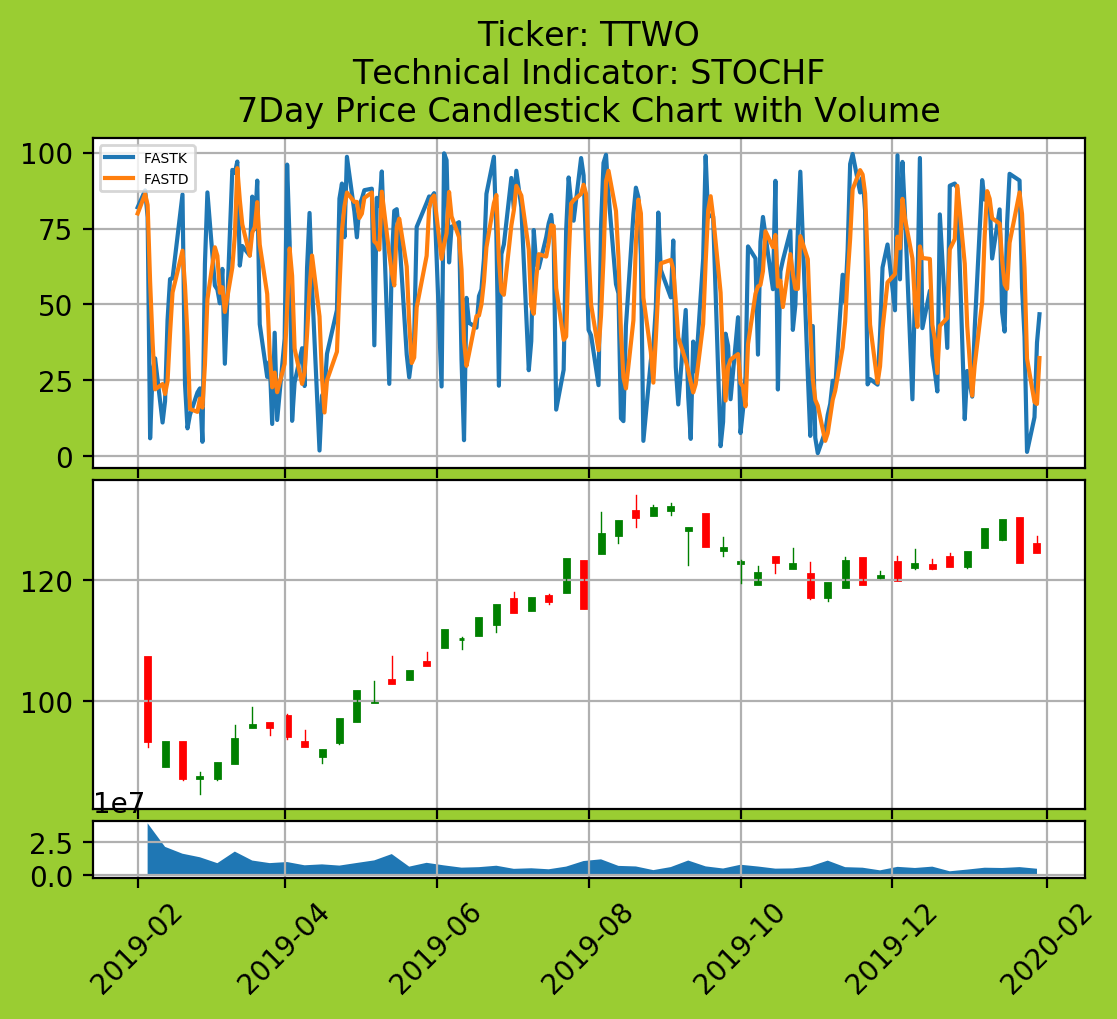 Ticker: TTWO
Technical Indicator: STOCHF
7Day Price Candlestick Chart with Volume
FASTK
FASTD
100
75
50
25
0
120
100
1e7
2.5
0.0
2019-02
2019-04
2019-06
2019-08
2019-10
2019-12
2020-02